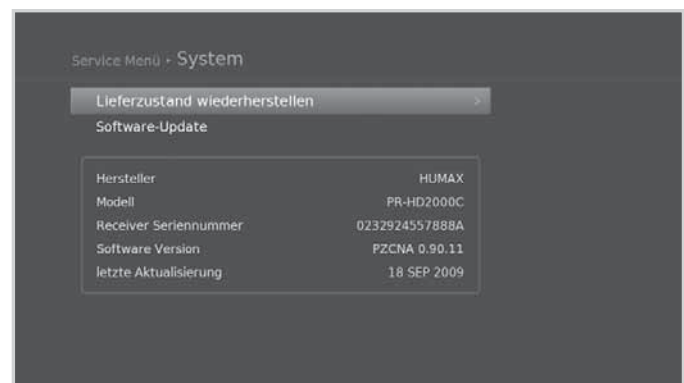 Service Menü • System
Lieferzustand wiederherstellen >
Software-Update
Hersteller HUMAX
Modell PR-HD2000C
Receiver Seriennummer 0232924557888A
Software Version PZCNA 0.90.11
letzte Aktualisierung 18 SEP 2009